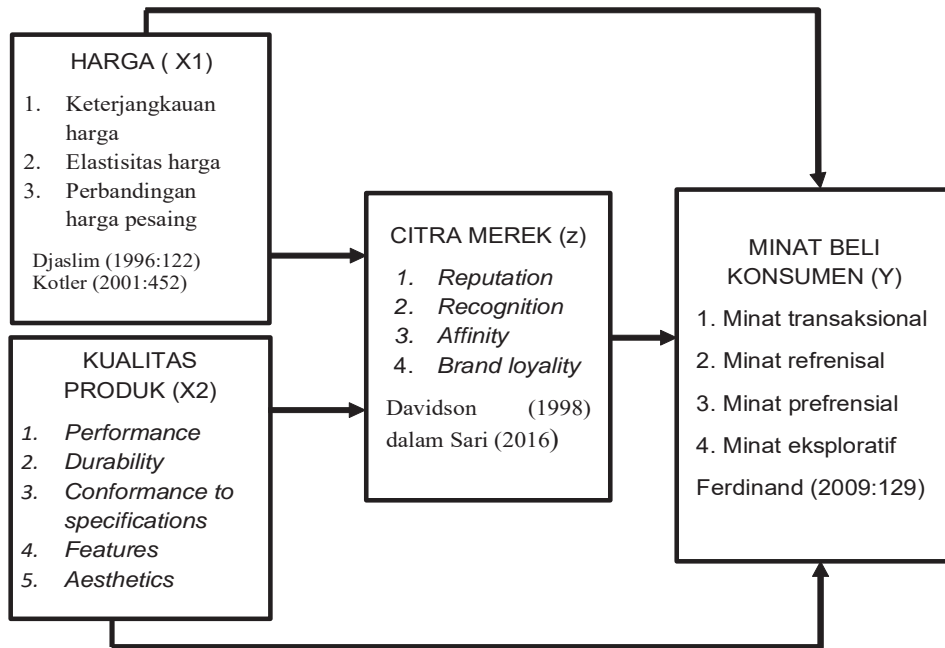 HARGA ( X1)
1. Keterjangkauan
harga
2. Elastisitas harga
3. Perbandingan
harga pesaing
Djaslim (1996:122)
Kotler (2001:452)
KUALITAS
PRODUK (X2)
1. Performance
2. Durability
3. Conformance to
specifications
4. Features
5. Aesthetics
CITRA MEREK (z)
1. Reputation
2. Recognition
3. Affinity
4. Brand loyality
Davidson (1998)
dalam Sari (2016)
MINAT BELI
KONSUMEN (Y)
1. Minat transaksional
2. Minat refrenisal
3. Minat prefrensial
4. Minat eksploratif
Ferdinand (2009:129)